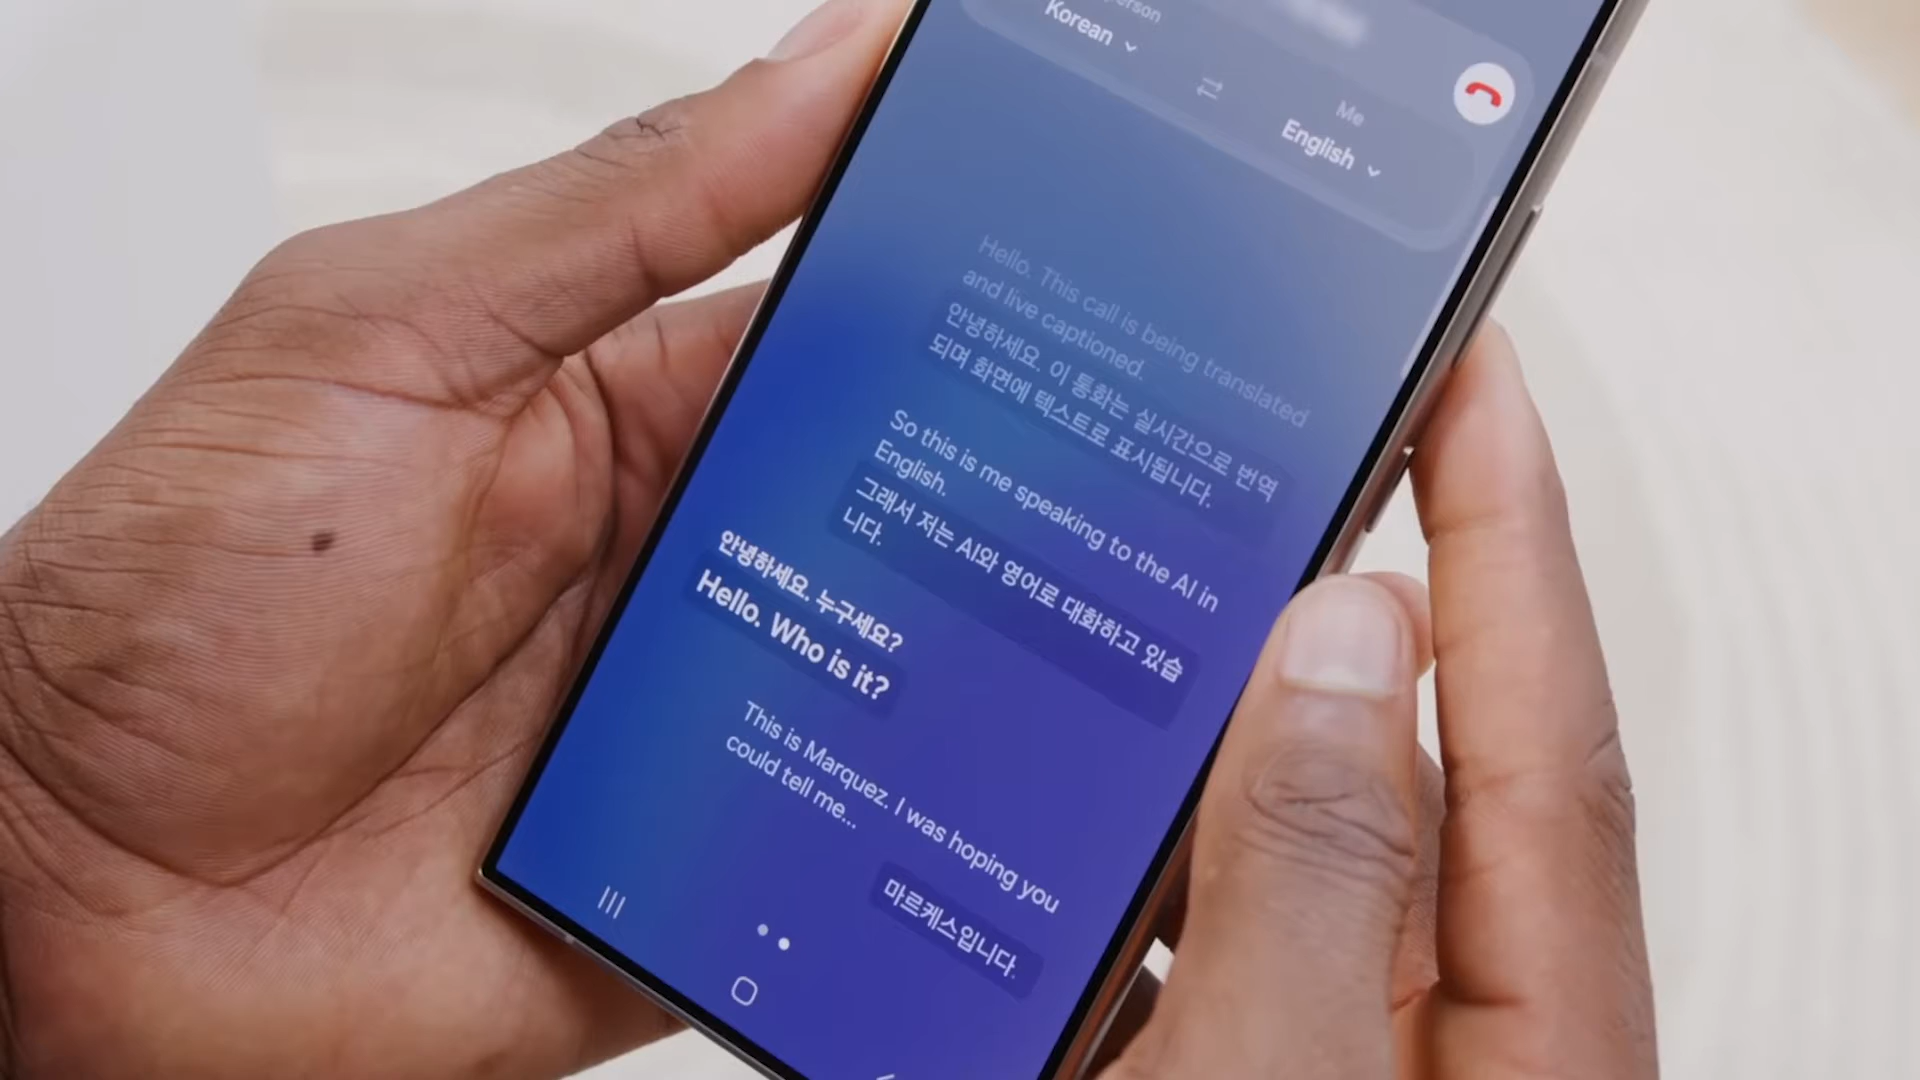 Korean
Me
English
Hello. This call is being translated
and live captioned.
안녕하세요. 이 통화는 실시간으로 번역
되며 화면에 텍스트로 표시됩니다.
So this is me speaking to the AI in
English.
그래서 저는 AI와 영어로 대화하고 있습
니다.
안녕하세요. 누구세요?
Hello. Who is it?
This is Marquez. I was hoping you
could tell me...
마르케스입니다.